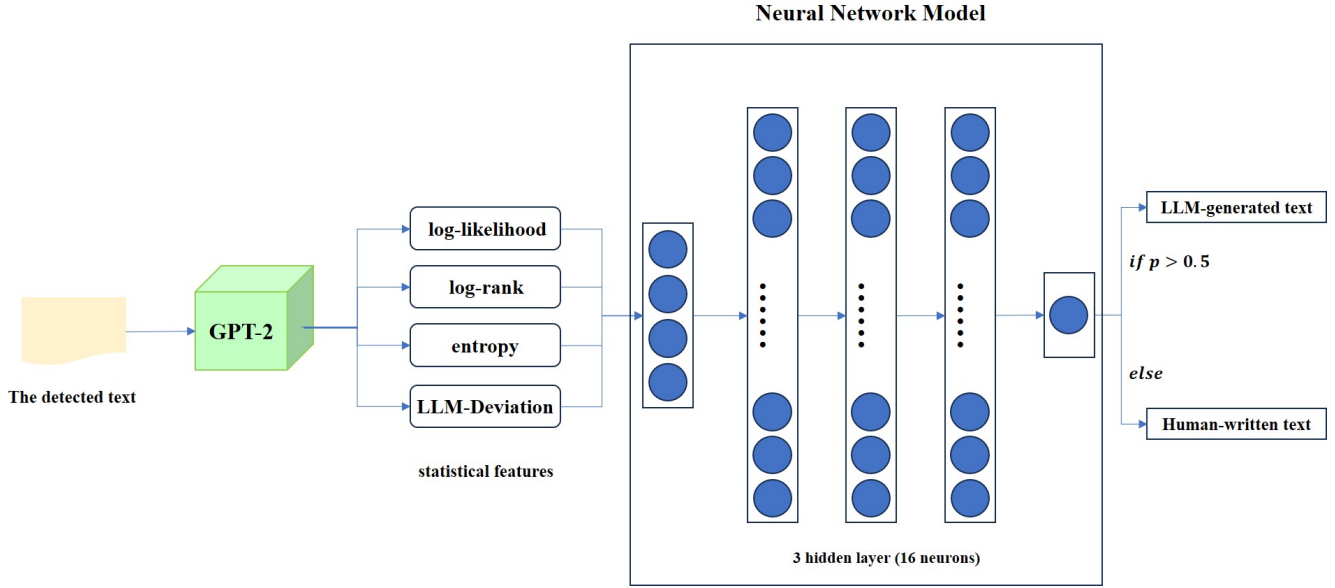 Neural Network Model
The detected text
GPT-2
log-likelihood
log-rank
entropy
LLM-Deviation
statistical features
3 hidden layer (16 neurons)
LLM-generated text
if p > 0.5
else
Human-written text